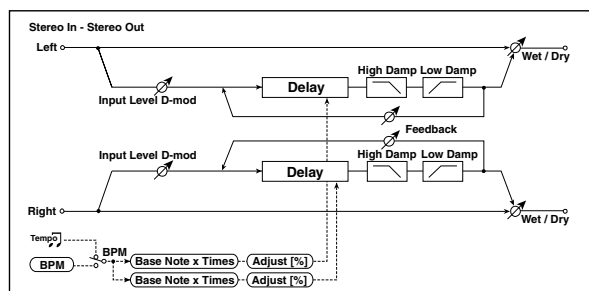 Stereo In - Stereo Out
Left
Wet / Dry
High Damp Low Damp
Delay
Input Level D-mod
Feedback
Input Level D-mod
High Damp Low Damp
Delay
Right
Wet / Dry
Tempo
BPM
BPM
Base Note x Times Adjust [%]
Base Note x Times Adjust [%]